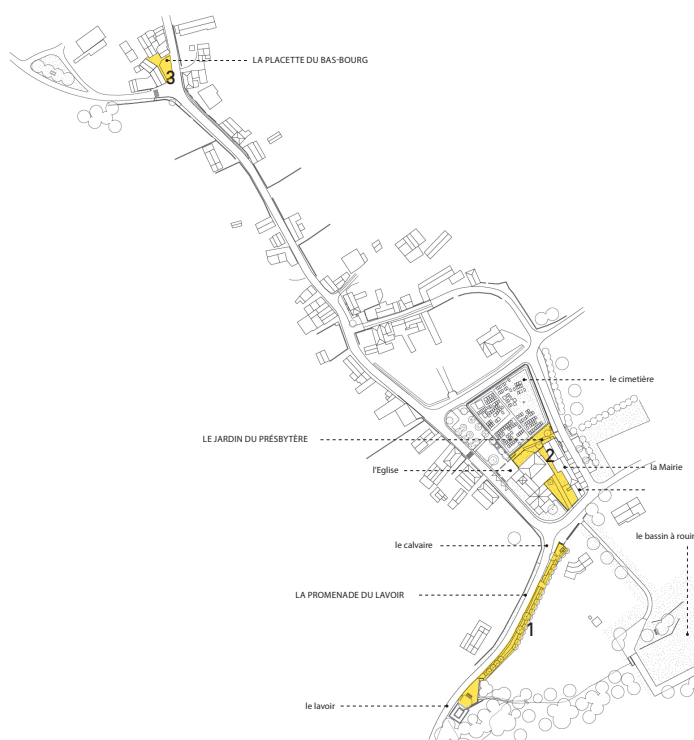 LA PLACETTE DU BAS-BOURG
3
le cimetière
LE JARDIN DU PRÉSBYTÈRE
2
l'Eglise
la Mairie
le bassin à rouir
le calvaire
LA PROMENADE DU LAVOIR
1
le lavoir